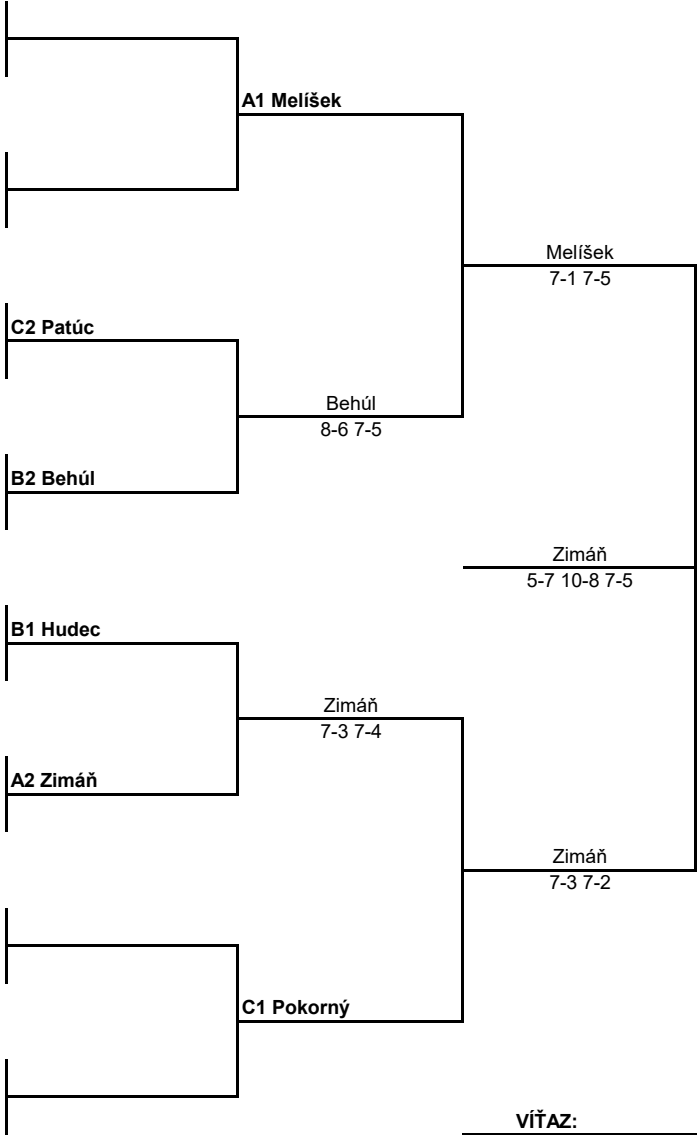 A1 Melíšek
Melíšek
7-1 7-5
C2 Patúc
Behúl
8-6 7-5
B2 Behúl
Zimáň
5-7 10-8 7-5
B1 Hudec
Zimáň
7-3 7-4
A2 Zimáň
Zimáň
7-3 7-2
C1 Pokorný
VÍŤAZ: